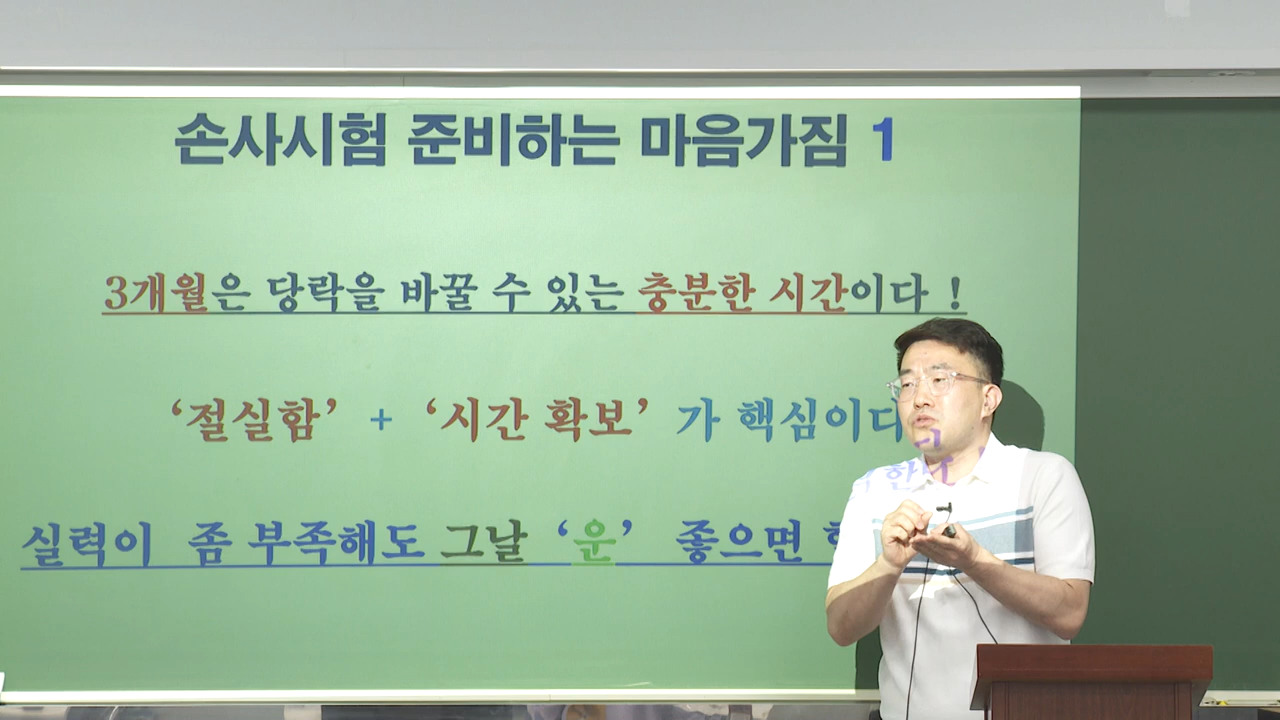 손사시험 준비하는 마음가짐 1
3개월은 당락을 바꿀 수 있는 충분한 시간이다 !
‘절실함’ + ‘시간 확보’ 가 핵심이다
실력이 좀 부족해도 그날 ‘운’ 좋으면